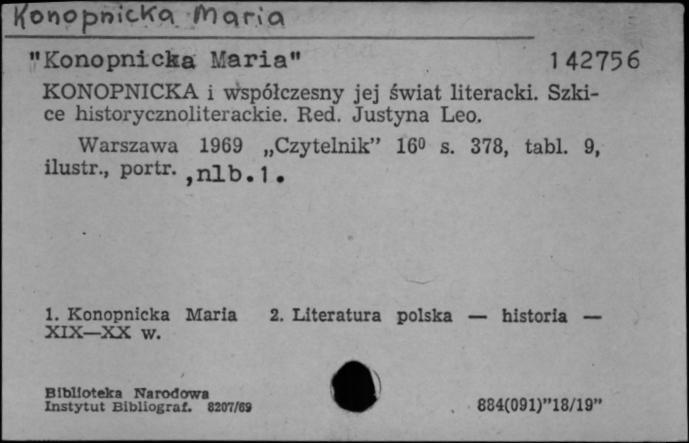 Konopnicka Maria
"Konopnicka Maria" 142756
KONOPNICKA i współczesny jej świat literacki. Szki-
ce historycznoliterackie. Red. Justyna Leo.
Warszawa 1969 „Czytelnik” 16⁰ s. 378, tabl. 9,
ilustr., portr. ,nlb.1.
1. Konopnicka Maria 2. Literatura polska — historia —
XIX—XX w.
Biblioteka Narodowa
Instytut Bibliograf. 8207/69 884(091)”18/19”